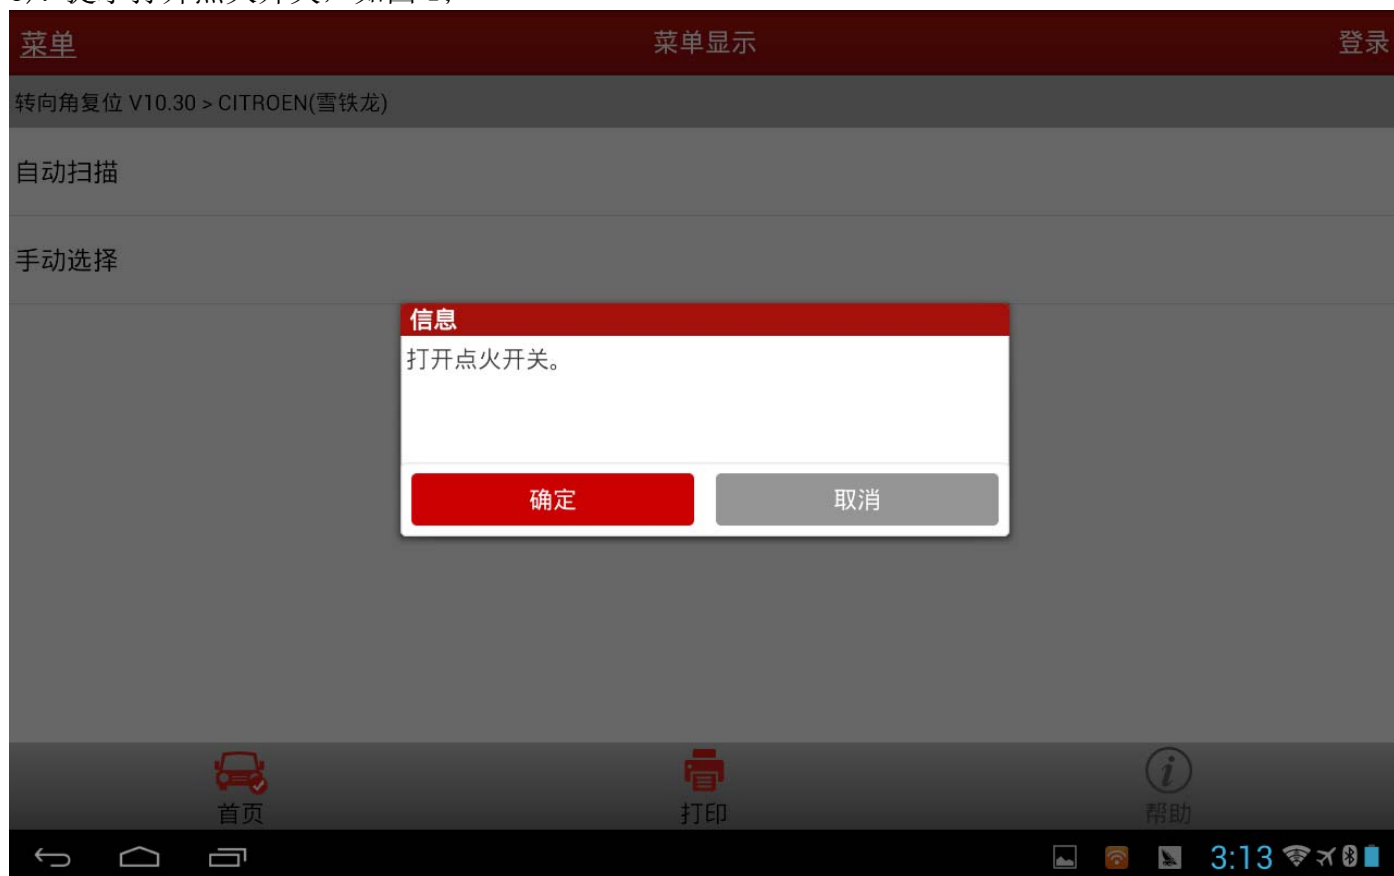 菜单
菜单显示
登录
转向角复位 V10.30 > CITROEN(雪铁龙)
自动扫描
手动选择
信息
打开点火开关。
确定
取消
首页
打印
帮助
3:13